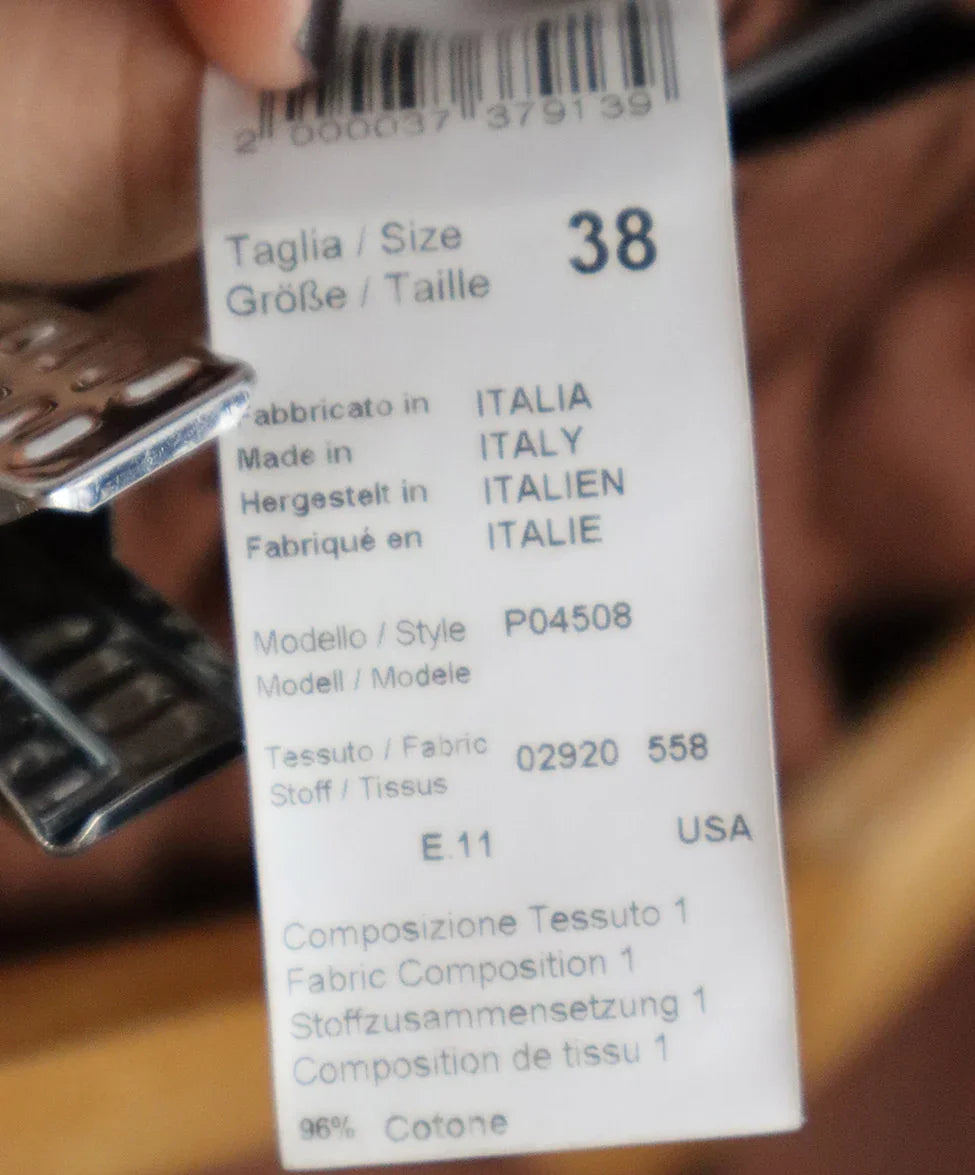 2 000037 379139
Taglia / Size 38
Größe / Taille
Fabbricato in ITALIA
Made in ITALY
Hergestelt in ITALIEN
Fabriqué en ITALIE
Modello / Style P04508
Modell / Modele
Tessuto / Fabric 02920 558
Stoff / Tissus
E.11 USA
Composizione Tessuto 1
Fabric Composition 1
Stoffzusammensetzung 1
Composition de tissu 1
96% Cotone